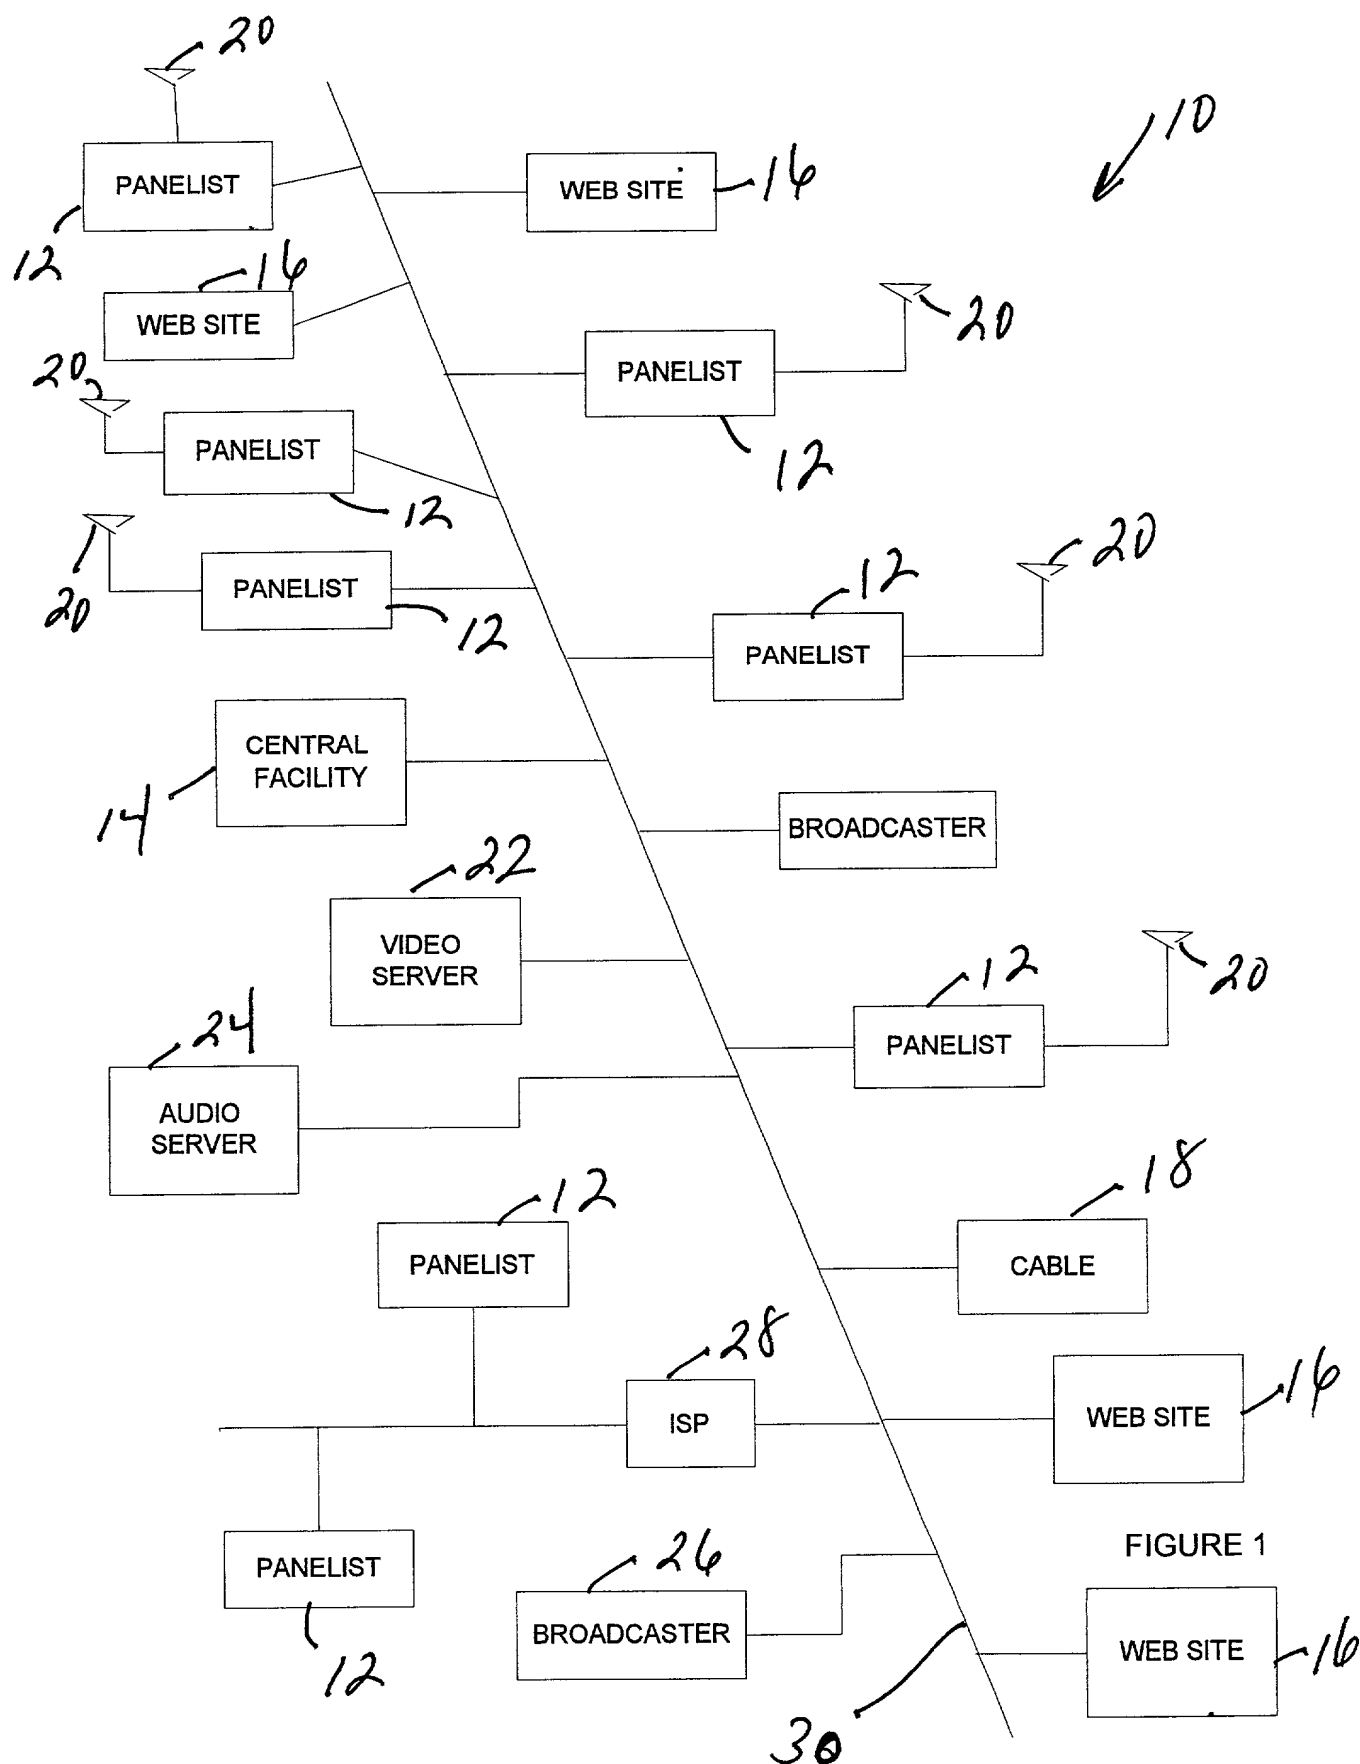 20
10
PANELIST
WEB SITE
16
12
16
WEB SITE
20
PANELIST
20
20
PANELIST
12
12
20
20
PANELIST
12
12
20
PANELIST
CENTRAL
FACILITY
14
BROADCASTER
22
VIDEO
SERVER
12
20
PANELIST
24
AUDIO
SERVER
12
18
PANELIST
CABLE
28
16
ISP
WEB SITE
FIGURE 1
PANELIST
26
BROADCASTER
WEB SITE
16
12
30